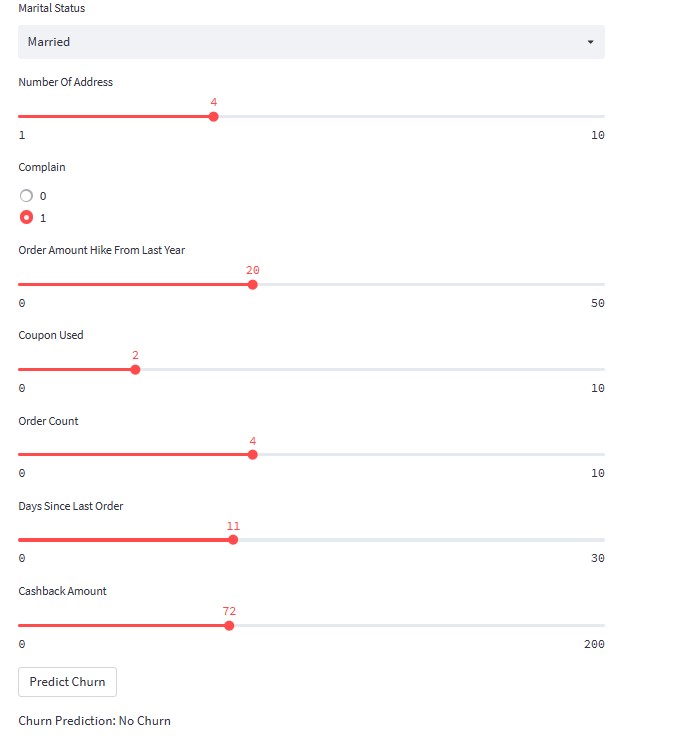 Marital Status
Married
Number Of Address
4
1 10
Complain
0
1
Order Amount Hike From Last Year
20
0 50
Coupon Used
2
0 10
Order Count
4
0 10
Days Since Last Order
11
0 30
Cashback Amount
72
0 200
Predict Churn
Churn Prediction: No Churn